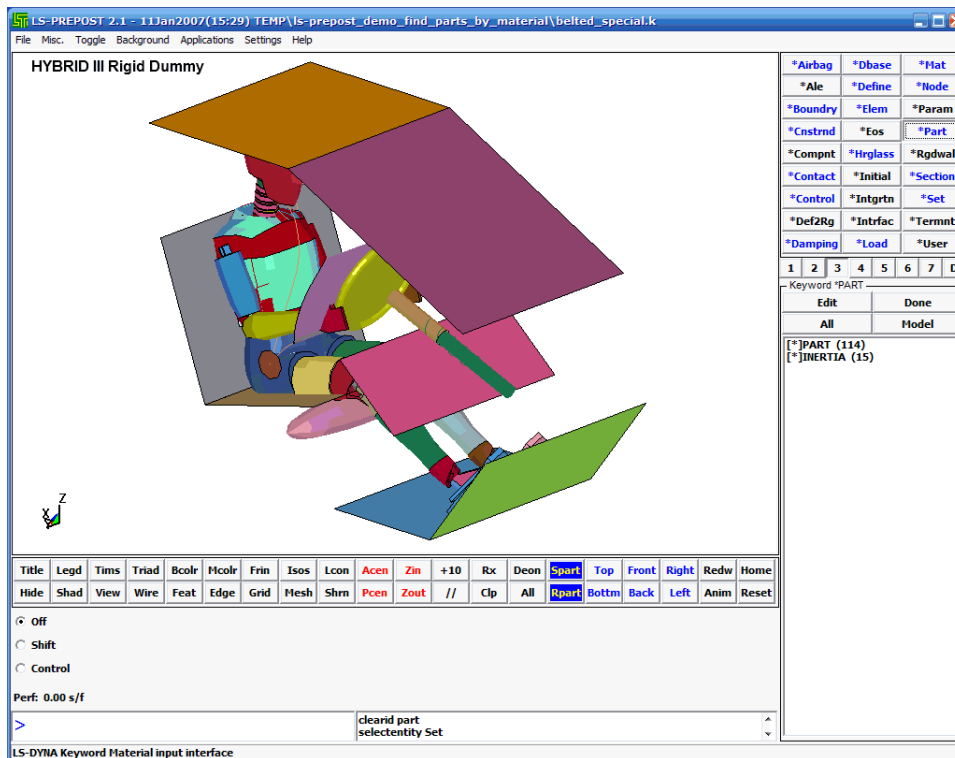 LS-PREPOST 2.1 - 11Jan2007(15:29) TEMP\ls-prepost_demo_find_parts_by_material\belted_special.k
File Misc. Toggle Background Applications Settings Help
HYBRID III Rigid Dummy
*Airbag *Dbase *Mat
*Ale *Define *Node
*Boundry *Elem *Param
*Cnstrnd *Eos *Part
*Compnt *Hrglass *Rgdwal
*Contact *Initial *Section
*Control *Intgrtn *Set
*Def2Rg *Intrfac *Termnt
*Damping *Load *User
1 2 3 4 5 6 7 D
Keyword *PART
Edit Done
All Model
[*]PART (114)
[*]INERTIA (15)
Z
X
Title Legd Tims Triad Bcolr Mcolr Frin Isos Lcon Acen Zin +10 Rx Deon Spart Top Front Right Redw Home
Hide Shad View Wire Feat Edge Grid Mesh Shrn Pcen Zout // Clp All Rpart Bottm Back Left Anim Reset
Off
Shift
Control
Perf: 0.00 s/f
>
clearid part
selectentity Set
LS-DYNA Keyword Material input interface